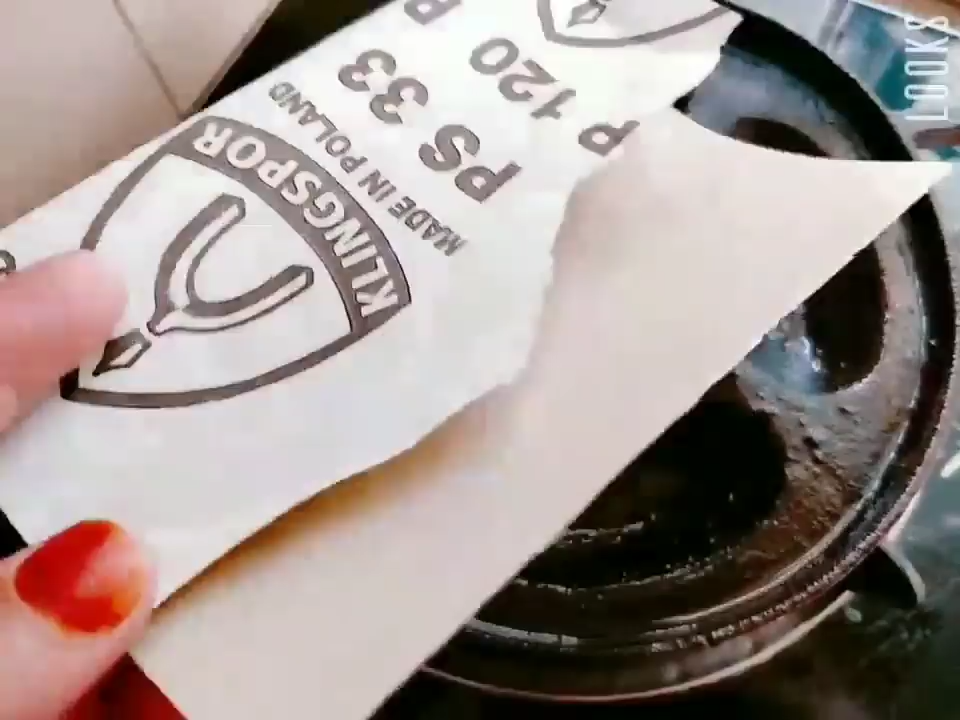 KLINGSPOR
MADE IN POLAND
PS 33
P 120
P
LOOKS